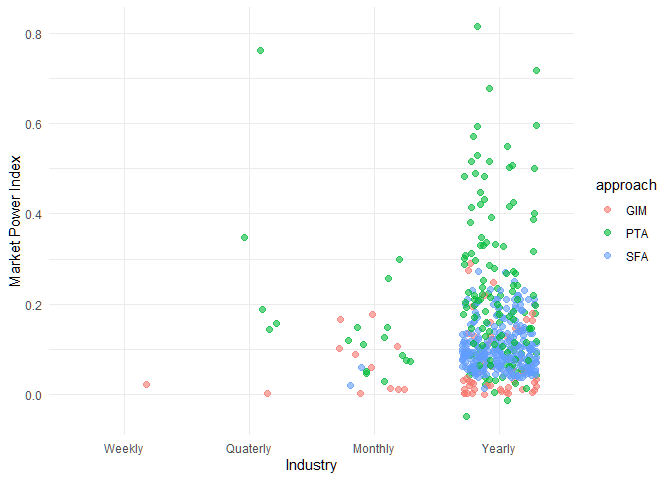 0.8
0.6
0.4
0.2
0.0
Market Power Index
Weekly
Quaterly
Monthly
Yearly
Industry
approach
GIM
PTA
SFA